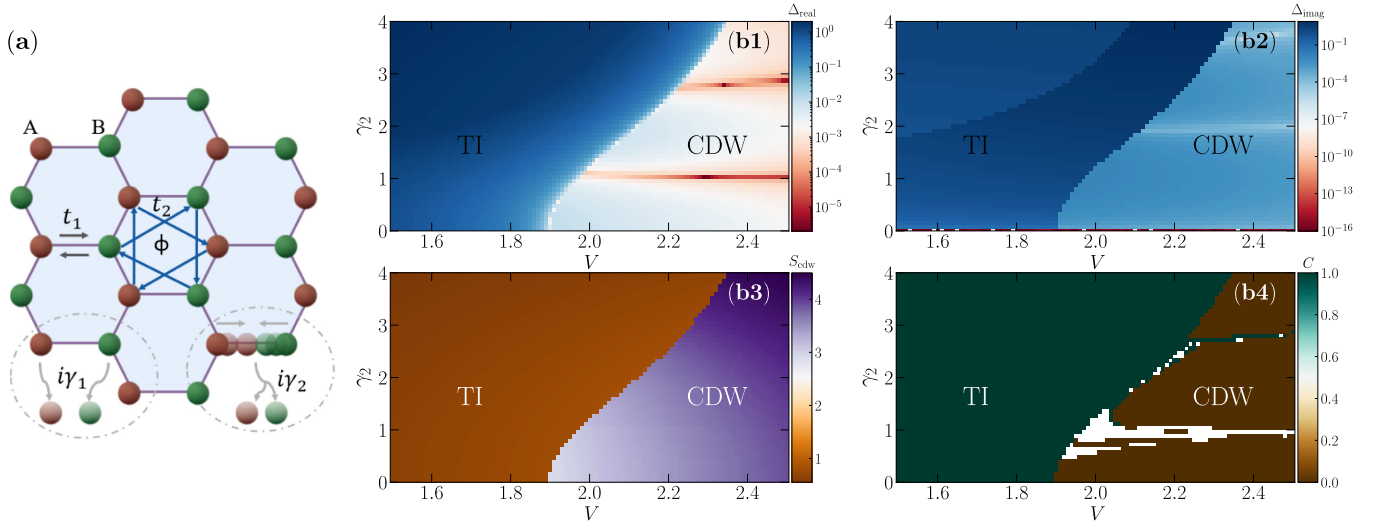 (a)
A
B
t₁
t₂
ϕ
iγ₁
iγ₂
(b1)
TI
CDW
γ₂
4
3
2
1
0
1.6
1.8
2.0
2.2
2.4
V
Δreal
10⁰
10⁻¹
10⁻²
10⁻³
10⁻⁴
10⁻⁵
(b2)
TI
CDW
γ₂
4
3
2
1
0
1.6
1.8
2.0
2.2
2.4
V
Δimag
10⁻¹
10⁻⁴
10⁻⁷
10⁻¹⁰
10⁻¹³
10⁻¹⁶
(b3)
TI
CDW
γ₂
4
3
2
1
0
1.6
1.8
2.0
2.2
2.4
V
Scdw
4
3
2
1
(b4)
TI
CDW
γ₂
4
3
2
1
0
1.6
1.8
2.0
2.2
2.4
V
C
1.0
0.8
0.6
0.4
0.2
0.0